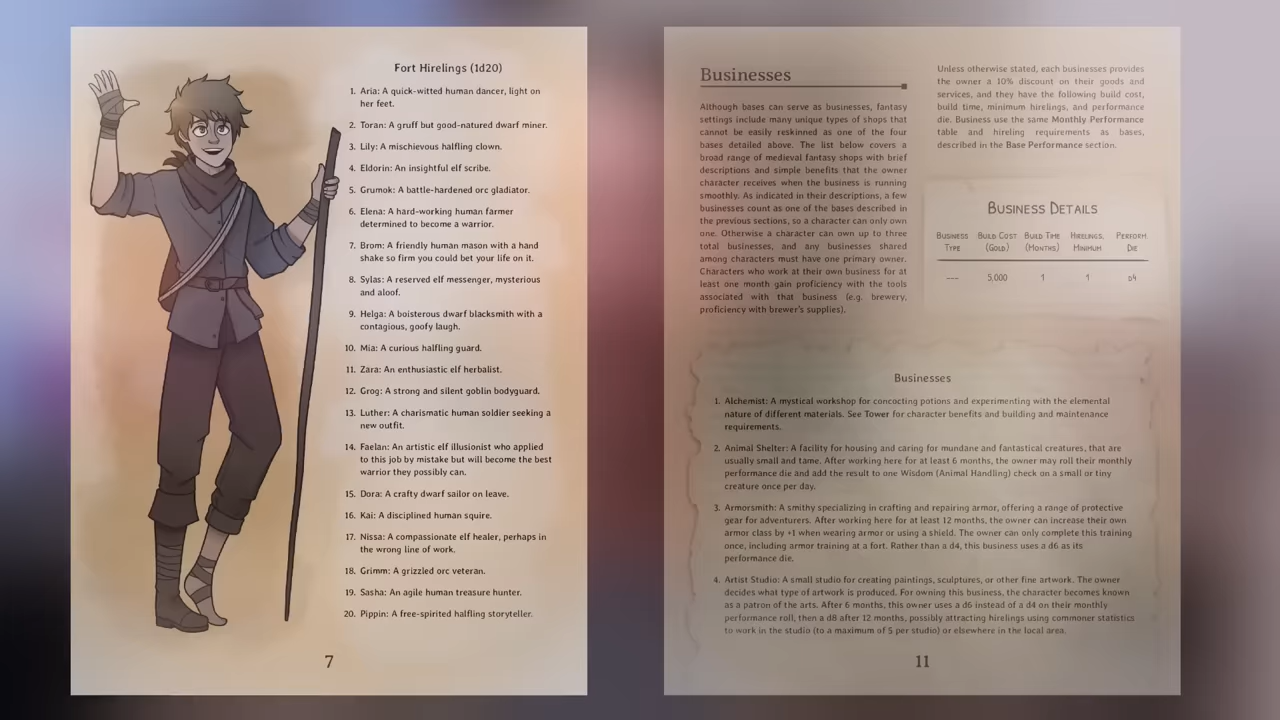 Fort Hirelings (1d20)
1. Aria: A quick-witted human dancer, light on
her feet.
2. Toran: A gruff but good-natured dwarf miner.
3. Lily: A mischievous halfling clown.
4. Eldorin: An insightful elf scribe.
5. Grumok: A battle-hardened orc gladiator.
6. Elena: A hard-working human farmer
determined to become a warrior.
7. Brom: A friendly human mason with a hand
shake so firm you could bet your life on it.
8. Sylas: A reserved elf messenger, mysterious
and aloof.
9. Helga: A boisterous dwarf blacksmith with a
contagious, goofy laugh.
10. Mia: A curious halfling guard.
11. Zara: An enthusiastic elf herbalist.
12. Grog: A strong and silent goblin bodyguard.
13. Luther: A charismatic human soldier seeking a
new outfit.
14. Faelan: An artistic elf illusionist who applied
to this job by mistake but will become the best
warrior they possibly can.
15. Dora: A crafty dwarf sailor on leave.
16. Kai: A disciplined human squire.
17. Nissa: A compassionate elf healer, perhaps in
the wrong line of work.
18. Grimm: A grizzled orc veteran.
19. Sasha: An agile human treasure hunter.
20. Pippin: A free-spirited halfling storyteller.
7
Businesses
Although bases can serve as businesses, fantasy
settings include many unique types of shops that
cannot be easily reskinned as one of the four
bases detailed above. The list below covers a
broad range of medieval fantasy shops with brief
descriptions and simple benefits that the owner
character receives when the business is running
smoothly. As indicated in their descriptions, a few
businesses count as one of the bases described in
the previous sections, so a character can only own
one. Otherwise a character can own up to three
total businesses, and any businesses shared
among characters must have one primary owner.
Characters who work at their own business for at
least one month gain proficiency with the tools
associated with that business (e.g. brewery,
proficiency with brewer's supplies).
Unless otherwise stated, each businesses provides
the owner a 10% discount on their goods and
services, and they have the following build cost,
build time, minimum hirelings, and performance
die. Business use the same Monthly Performance
table and hireling requirements as bases,
described in the Base Performance section.
Business Details
Business Type Build Cost (Gold) Build Time (Months) Hirelings, Minimum Perform. Die
--- 5,000 1 1 d4
Businesses
1. Alchemist: A mystical workshop for concocting potions and experimenting with the elemental
nature of different materials. See Tower for character benefits and building and maintenance
requirements.
2. Animal Shelter: A facility for housing and caring for mundane and fantastical creatures, that are
usually small and tame. After working here for at least 6 months, the owner may roll their monthly
performance die and add the result to one Wisdom (Animal Handling) check on a small or tiny
creature once per day.
3. Armorsmith: A smithy specializing in crafting and repairing armor, offering a range of protective
gear for adventurers. After working here for at least 12 months, the owner can increase their own
armor class by +1 when wearing armor or using a shield. The owner can only complete this training
once, including armor training at a fort. Rather than a d4, this business uses a d6 as its
performance die.
4. Artist Studio: A small studio for creating paintings, sculptures, or other fine artwork. The owner
decides what type of artwork is produced. For owning this business, the character becomes known
as a patron of the arts. After 6 months, this owner uses a d6 instead of a d4 on their monthly
performance roll, then a d8 after 12 months, possibly attracting hirelings using commoner statistics
to work in the studio (to a maximum of 5 per studio) or elsewhere in the local area.
11